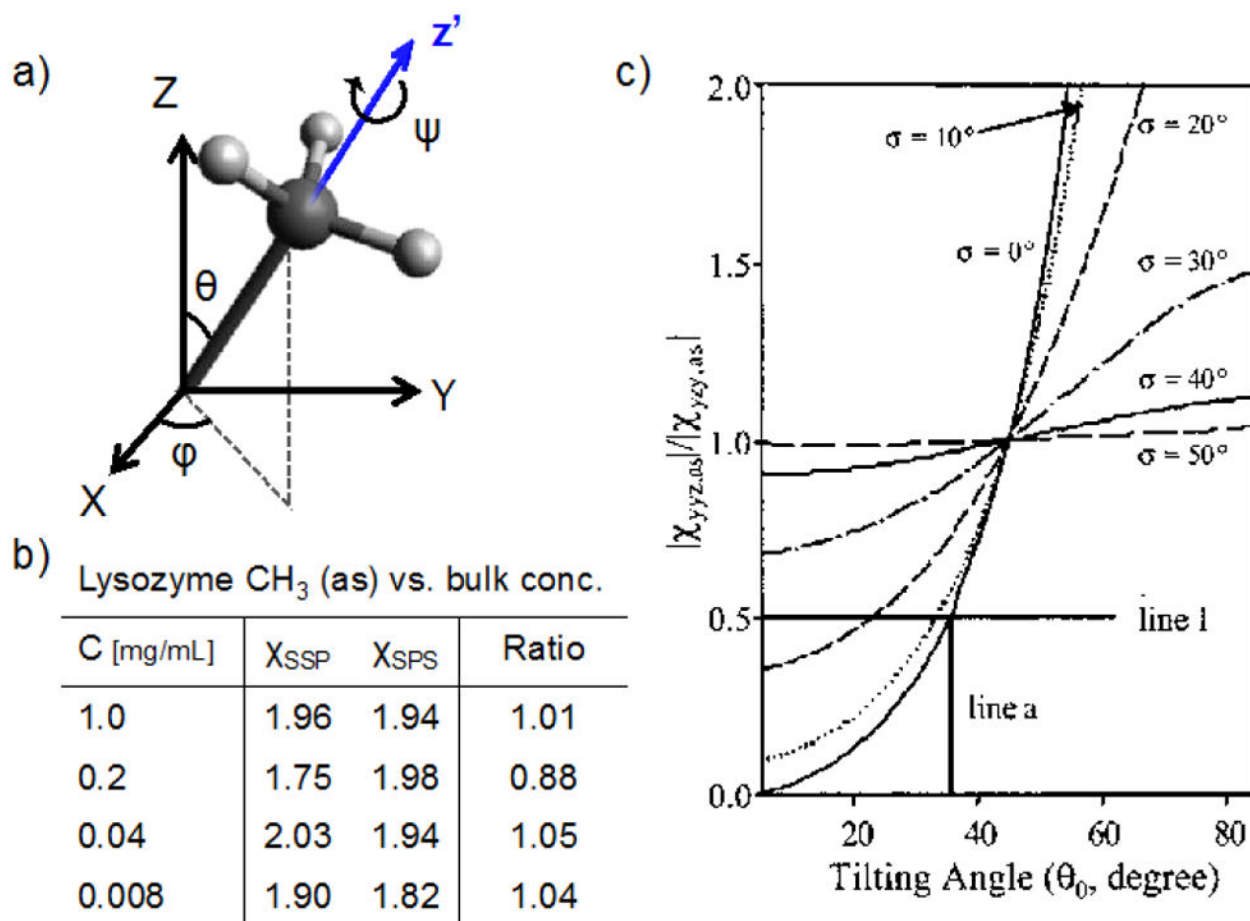 a)
Z
z'
ψ
θ
Y
φ
X
b)
Lysozyme CH₃ (as) vs. bulk conc.
C [mg/mL] χSSP χSPS Ratio
1.0 1.96 1.94 1.01
0.2 1.75 1.98 0.88
0.04 2.03 1.94 1.05
0.008 1.90 1.82 1.04
c)
2.0
1.5
1.0
0.5
0.0
|χyyz,as|/|χyzy,as|
σ = 10°
σ = 20°
σ = 0°
σ = 30°
σ = 40°
σ = 50°
line l
line a
20 40 60 80
Tilting Angle (θ₀, degree)